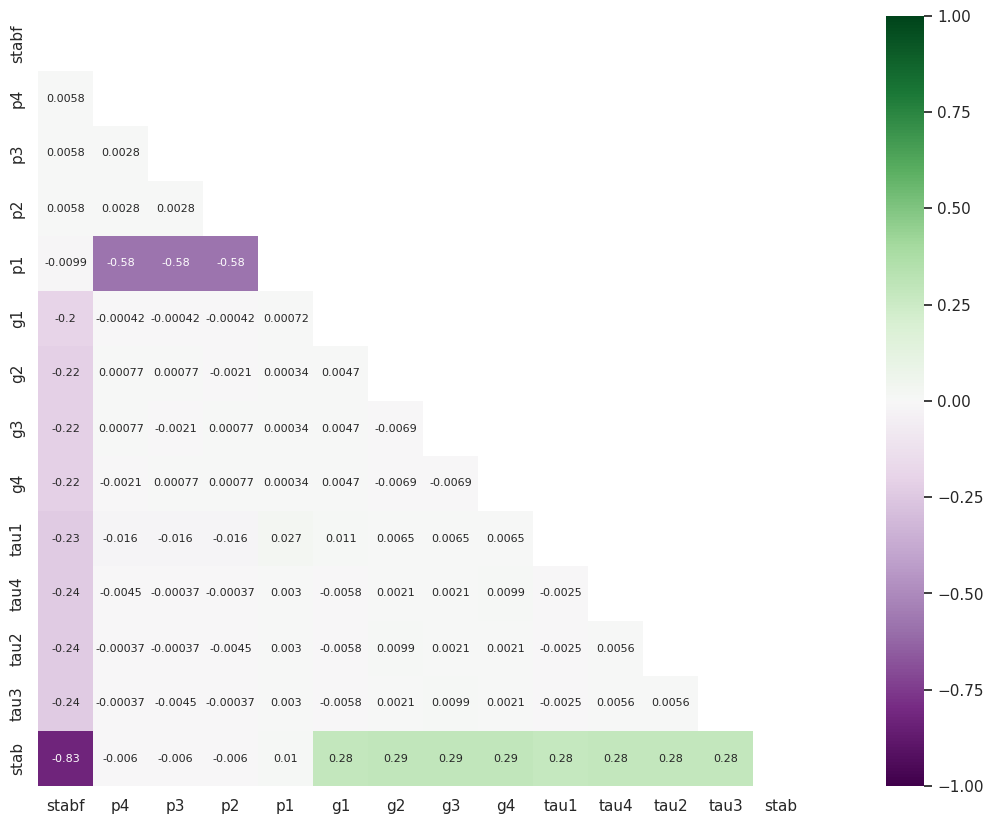 stabf
p4 0.0058
p3 0.0058 0.0028
p2 0.0058 0.0028 0.0028
p1 -0.0099 -0.58 -0.58 -0.58
g1 -0.2 -0.00042 -0.00042 -0.00042 0.00072
g2 -0.22 0.00077 0.00077 -0.0021 0.00034 0.0047
g3 -0.22 0.00077 -0.0021 0.00077 0.00034 0.0047 -0.0069
g4 -0.22 -0.0021 0.00077 0.00077 0.00034 0.0047 -0.0069 -0.0069
tau1 -0.23 -0.016 -0.016 -0.016 0.027 0.011 0.0065 0.0065 0.0065
tau4 -0.24 -0.0045 -0.00037 -0.00037 0.003 -0.0058 0.0021 0.0021 0.0099 -0.0025
tau2 -0.24 -0.00037 -0.00037 -0.0045 0.003 -0.0058 0.0099 0.0021 0.0021 -0.0025 0.0056
tau3 -0.24 -0.00037 -0.0045 -0.00037 0.003 -0.0058 0.0021 0.0099 0.0021 -0.0025 0.0056 0.0056
stab -0.83 -0.006 -0.006 -0.006 0.01 0.28 0.29 0.29 0.29 0.28 0.28 0.28 0.28
stabf p4 p3 p2 p1 g1 g2 g3 g4 tau1 tau4 tau2 tau3 stab
1.00
0.75
0.50
0.25
0.00
−0.25
−0.50
−0.75
−1.00